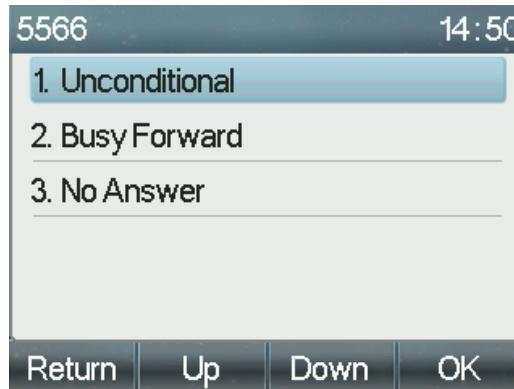 5566 14:50
1. Unconditional
2. Busy Forward
3. No Answer
Return Up Down OK